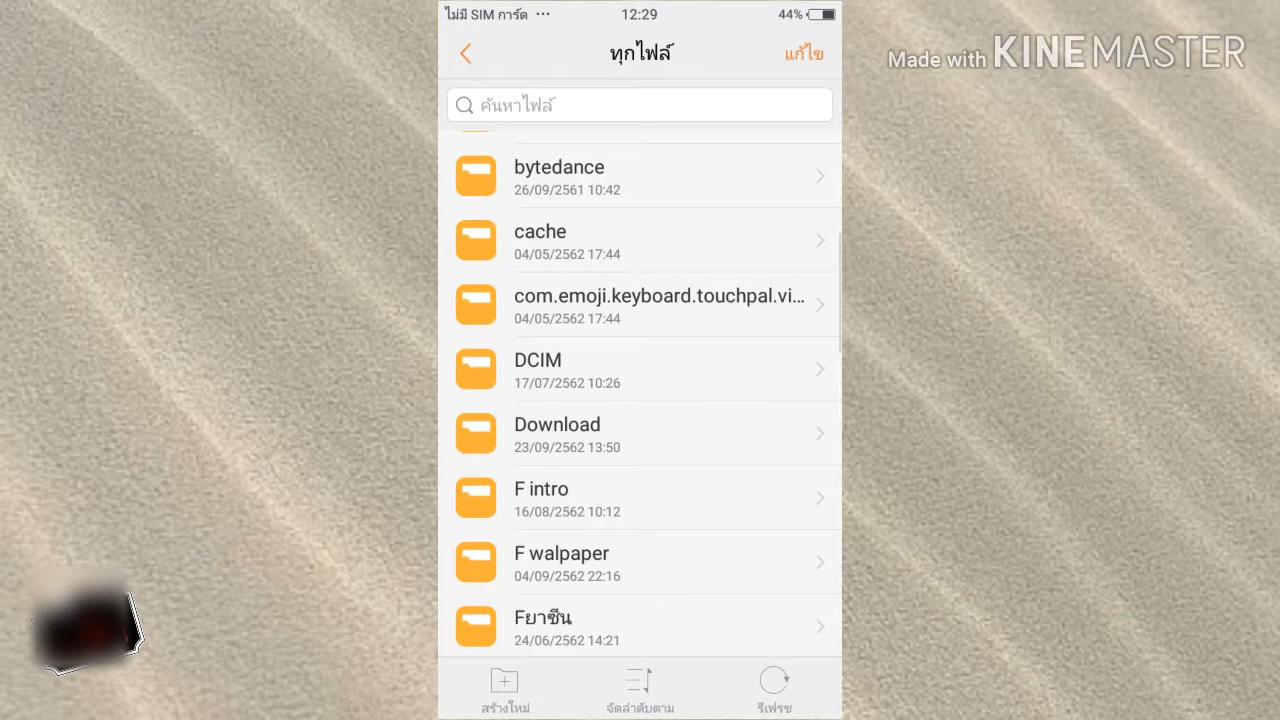 ไม่มี SIM การ์ด ···
12:29
44%
ทุกไฟล์
แก้ไข
Made with KINEMASTER
ค้นหาไฟล์
bytedance
26/09/2561 10:42
cache
04/05/2562 17:44
com.emoji.keyboard.touchpal.vi...
04/05/2562 17:44
DCIM
17/07/2562 10:26
Download
23/09/2562 13:50
F intro
16/08/2562 10:12
F walpaper
04/09/2562 22:16
Fยาซีน
24/06/2562 14:21
สร้างใหม่
จัดลำดับตาม
รีเฟรช